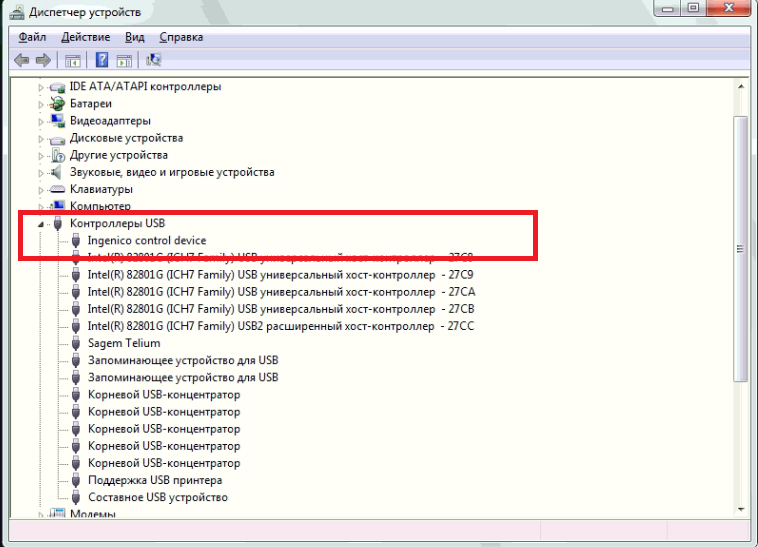 Диспетчер устройств
Файл Действие Вид Справка
IDE ATA/ATAPI контроллеры
Батареи
Видеоадаптеры
Дисковые устройства
Другие устройства
Звуковые, видео и игровые устройства
Клавиатуры
Компьютер
Контроллеры USB
Ingenico control device
Intel(R) 82801G (ICH7 Family) USB универсальный хост-контроллер - 27C8
Intel(R) 82801G (ICH7 Family) USB универсальный хост-контроллер - 27C9
Intel(R) 82801G (ICH7 Family) USB универсальный хост-контроллер - 27CA
Intel(R) 82801G (ICH7 Family) USB универсальный хост-контроллер - 27CB
Intel(R) 82801G (ICH7 Family) USB2 расширенный хост-контроллер - 27CC
Sagem Telium
Запоминающее устройство для USB
Запоминающее устройство для USB
Корневой USB-концентратор
Корневой USB-концентратор
Корневой USB-концентратор
Корневой USB-концентратор
Корневой USB-концентратор
Поддержка USB принтера
Составное USB устройство
Модемы